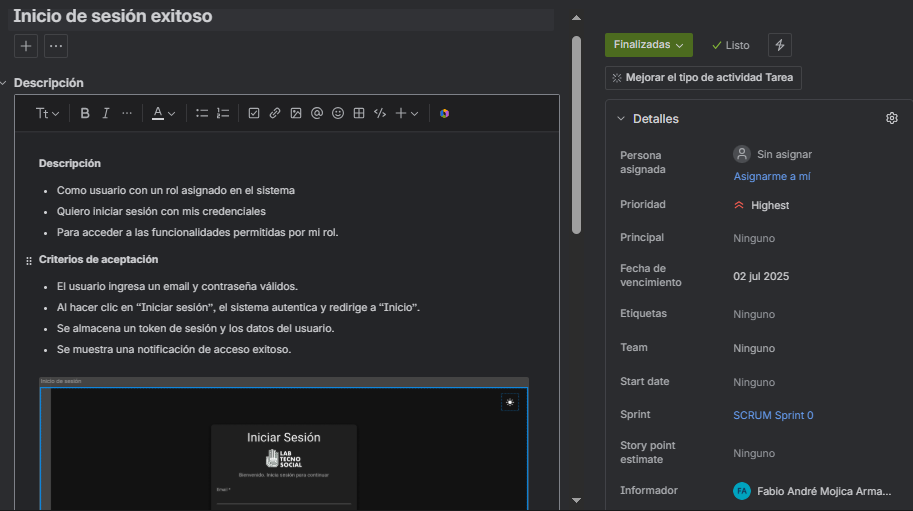 Inicio de sesión exitoso
Finalizadas
Listo
Mejorar el tipo de actividad Tarea
Descripción
Tt B I ... A
Descripción
Como usuario con un rol asignado en el sistema
Quiero iniciar sesión con mis credenciales
Para acceder a las funcionalidades permitidas por mi rol.
Criterios de aceptación
El usuario ingresa un email y contraseña válidos.
Al hacer clic en “Iniciar sesión”, el sistema autentica y redirige a “Inicio”.
Se almacena un token de sesión y los datos del usuario.
Se muestra una notificación de acceso exitoso.
Inicio de sesión
Iniciar Sesión
LAB
TECNO
SOCIAL
Bienvenido, inicie sesión para continuar
Email *
Detalles
Persona asignada
Sin asignar
Asignarme a mí
Prioridad
Highest
Principal
Ninguno
Fecha de vencimiento
02 jul 2025
Etiquetas
Ninguno
Team
Ninguno
Start date
Ninguno
Sprint
SCRUM Sprint 0
Story point estimate
Ninguno
Informador
FA
Fabio André Mojica Arma...